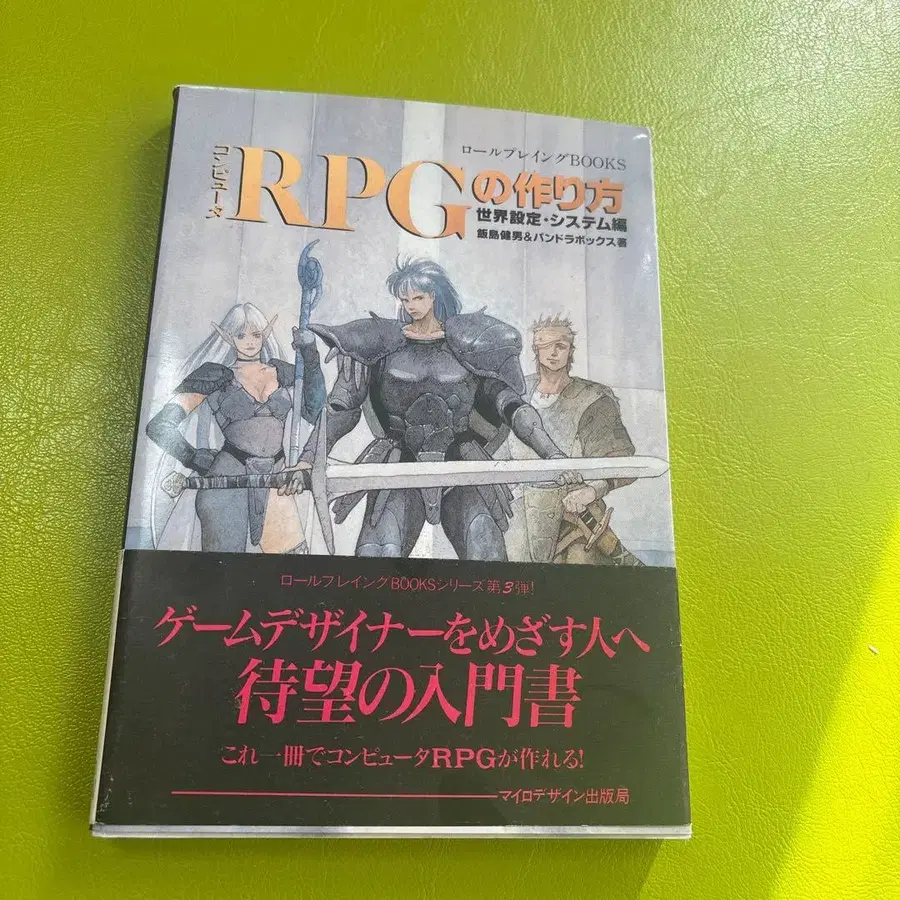 ロールプレイングBOOKS
コンピュータ
RPGの作り方
世界設定・システム編
飯島健男&パンドラボックス著
ロールプレイングBOOKSシリーズ第3弾!
ゲームデザイナーをめざす人へ
待望の入門書
これ一冊でコンピュータRPGが作れる!
マイロデザイン出版局